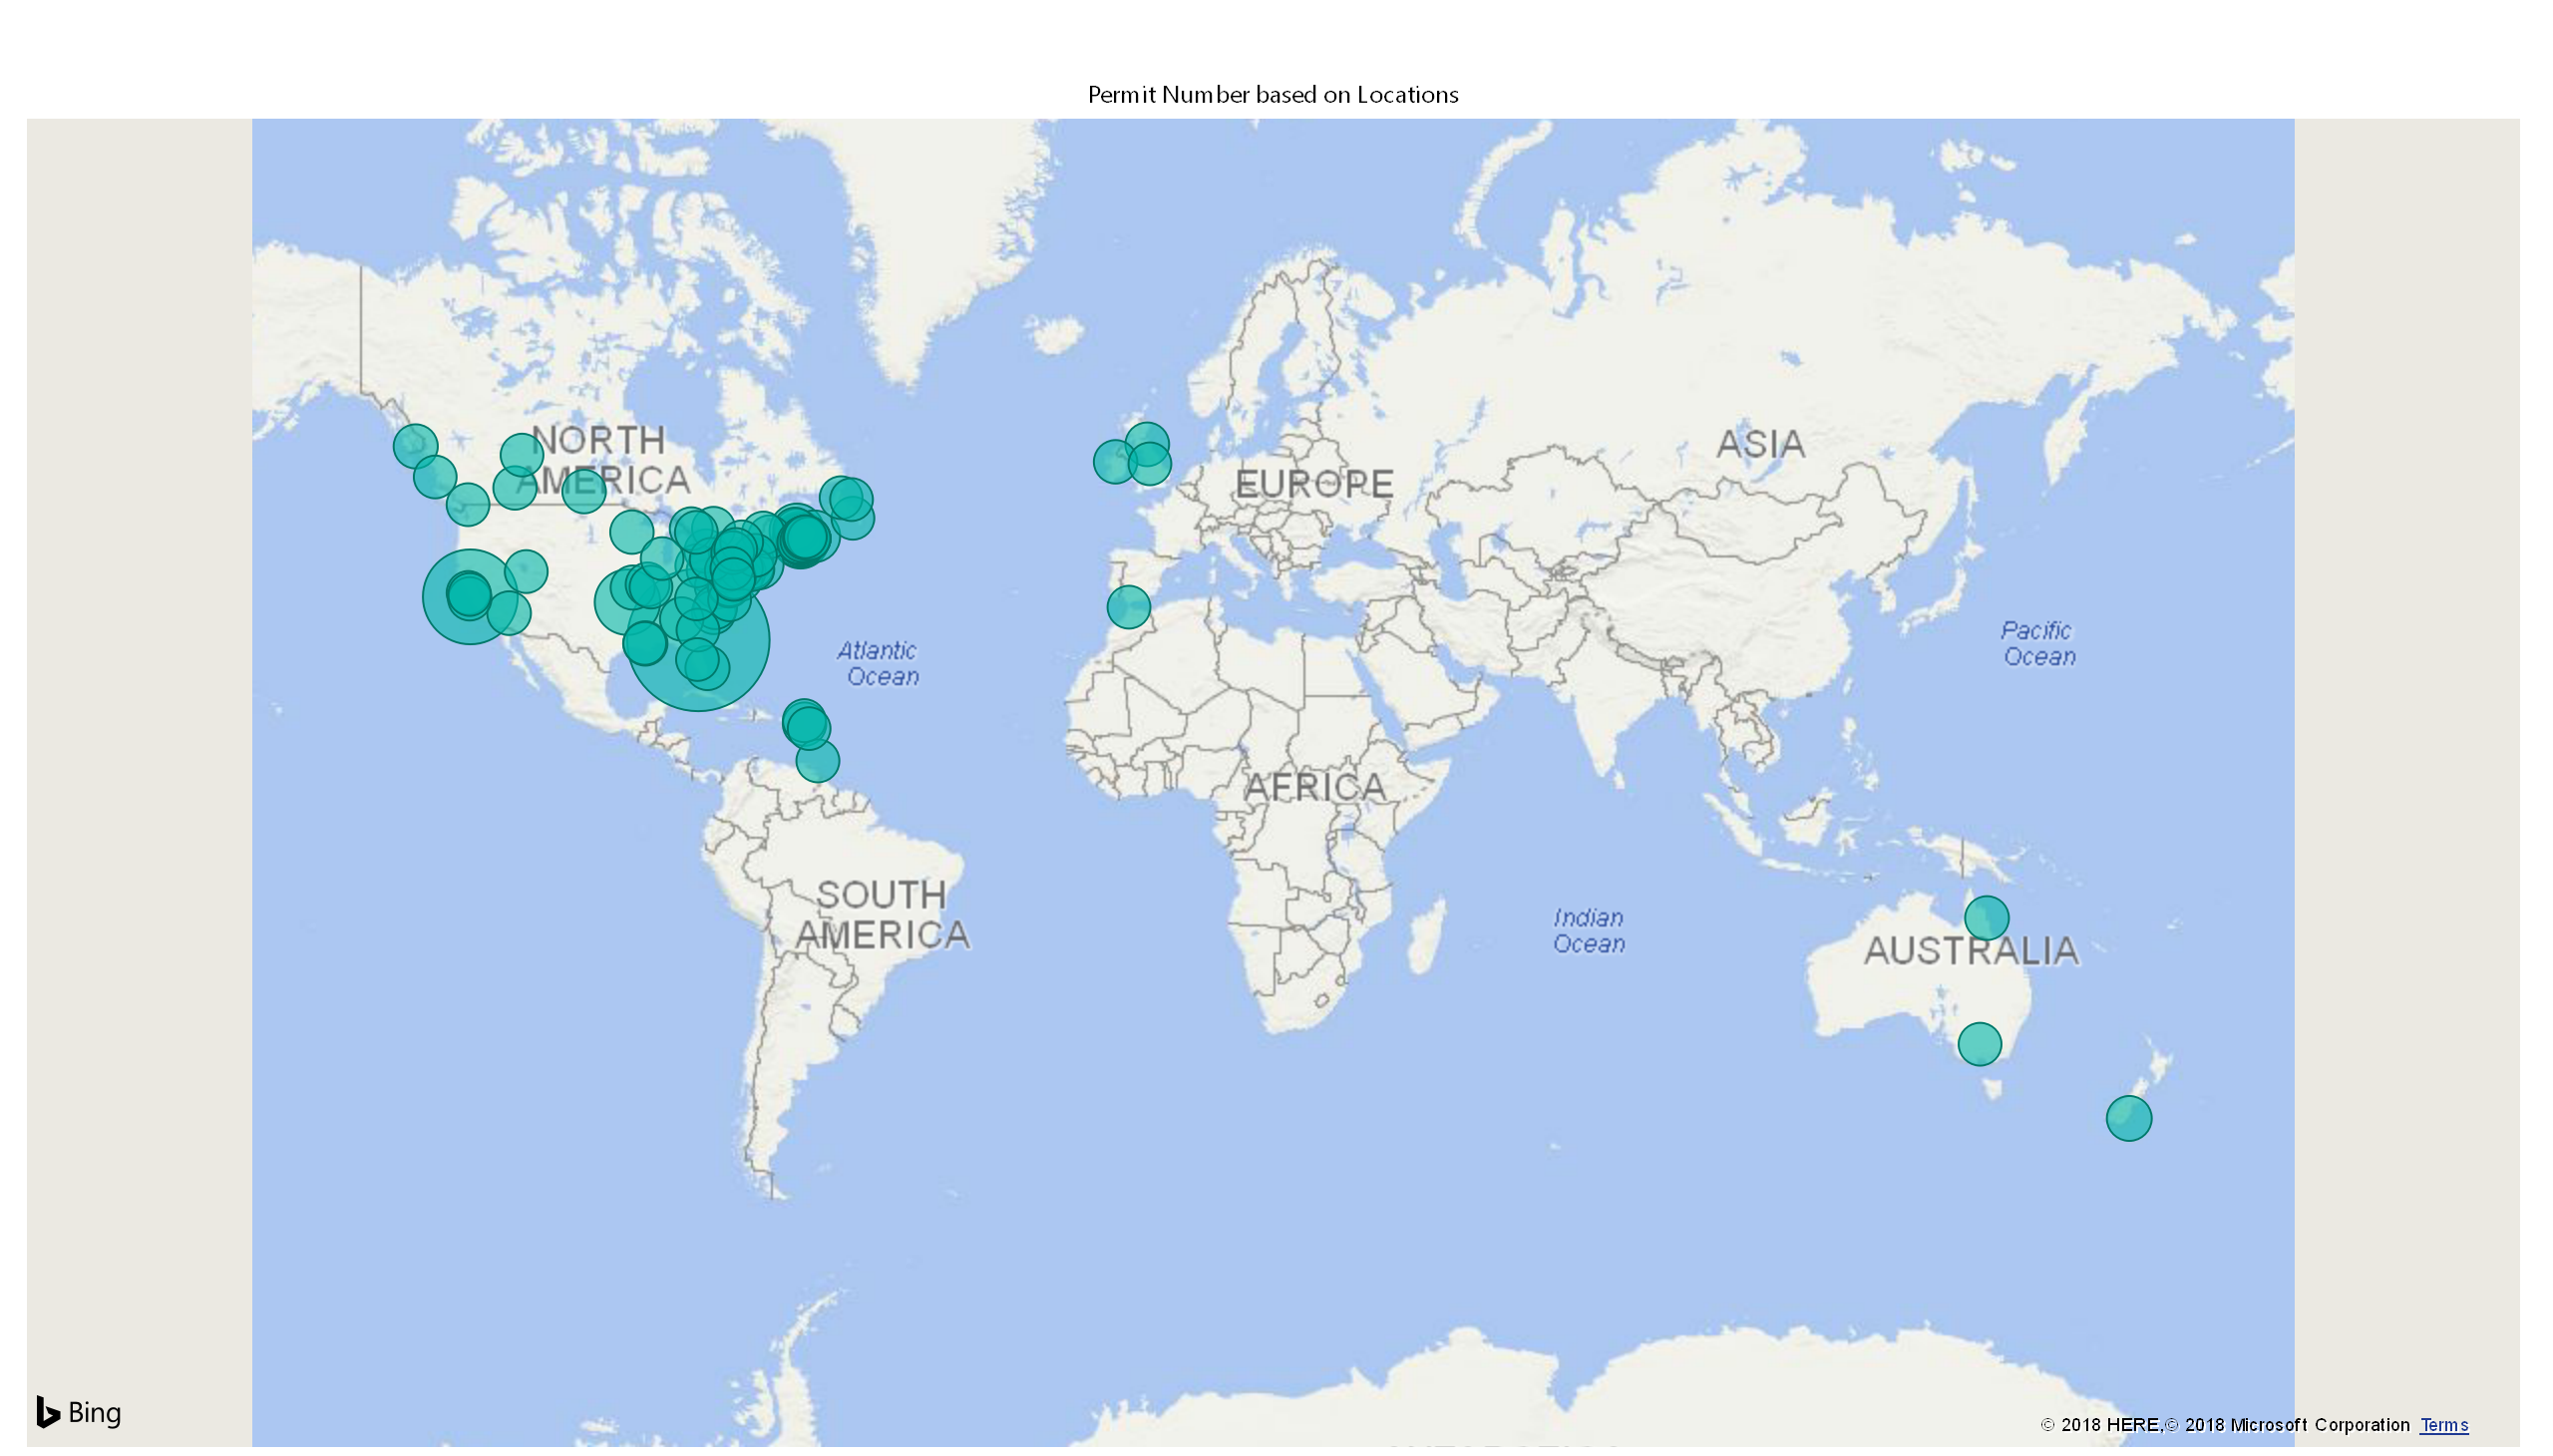 Permit Number based on Locations
NORTH
AMERICA
ASIA
EUROPE
Pacific
Ocean
Atlantic
Ocean
AFRICA
SOUTH
AMERICA
Indian
Ocean
AUSTRALIA
Bing
© 2018 HERE,© 2018 Microsoft Corporation Terms